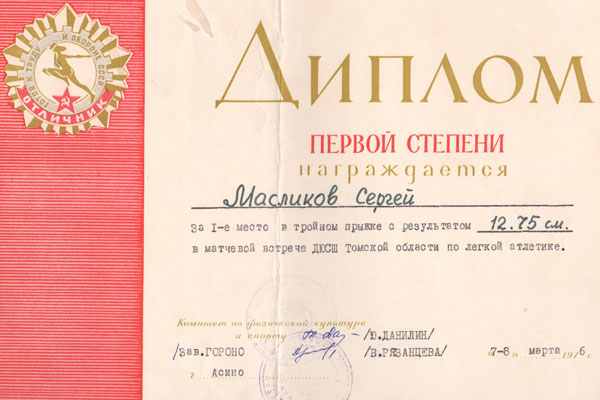 ГОТОВ К ТРУДУ И ОБОРОНЕ СССР
ОТЛИЧНИК
ДИПЛОМ
ПЕРВОЙ СТЕПЕНИ
награждается
Масликов Сергей
За I-е место в тройном прыжке с результатом 12.75 см.
в матчевой встрече ДЮСШ Томской области по легкой атлетике.
Комитет по физической культуре
и спорту /Ю.ДАНИЛИН/
/Зав.ГОРОНО /В.РЯЗАНЦЕВА/ "7-8" марта 1976
г. Асино